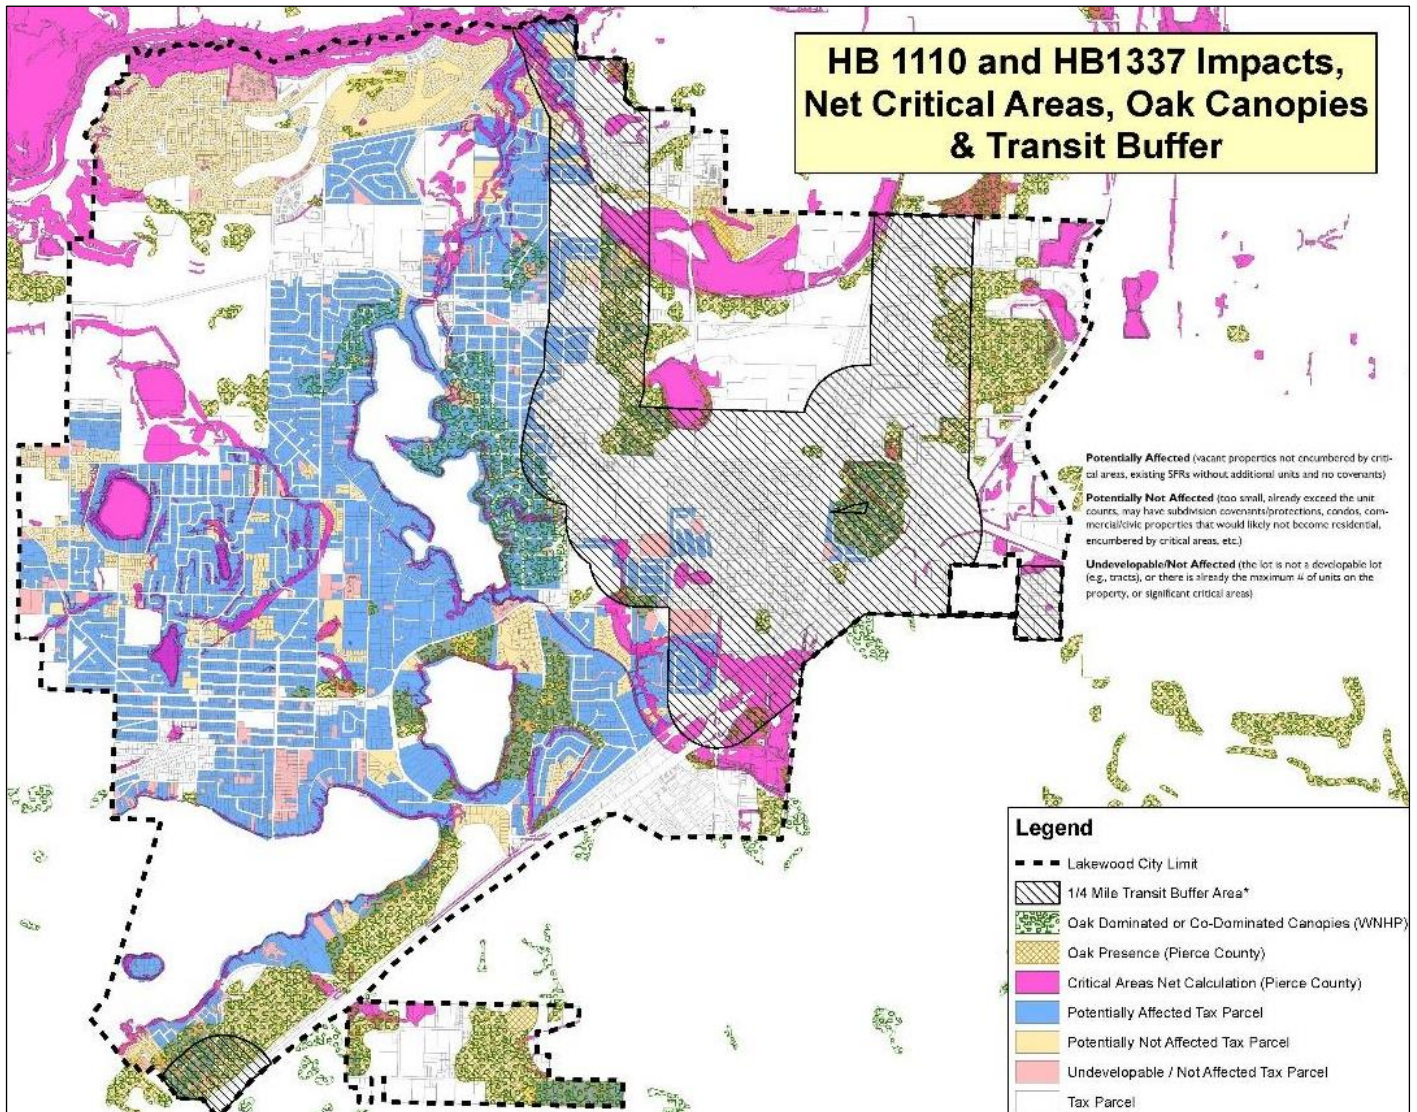 HB 1110 and HB1337 Impacts,
Net Critical Areas, Oak Canopies
& Transit Buffer
Potentially Affected (vacant properties not encumbered by criti-
cal areas, existing SFRs without additional units and no covenants)
Potentially Not Affected (too small, already exceed the unit
counts, may have subdivision covenants/protections, condos, com-
mercial/civic properties that would likely not become residential,
encumbered by critical areas, etc.)
Undevelopable/Not Affected (the lot is not a developable lot
(e.g., tracts), or there is already the maximum # of units on the
property, or significant critical areas)
Legend
Lakewood City Limit
1/4 Mile Transit Buffer Area*
Oak Dominated or Co-Dominated Canopies (WNHP)
Oak Presence (Pierce County)
Critical Areas Net Calculation (Pierce County)
Potentially Affected Tax Parcel
Potentially Not Affected Tax Parcel
Undevelopable / Not Affected Tax Parcel
Tax Parcel